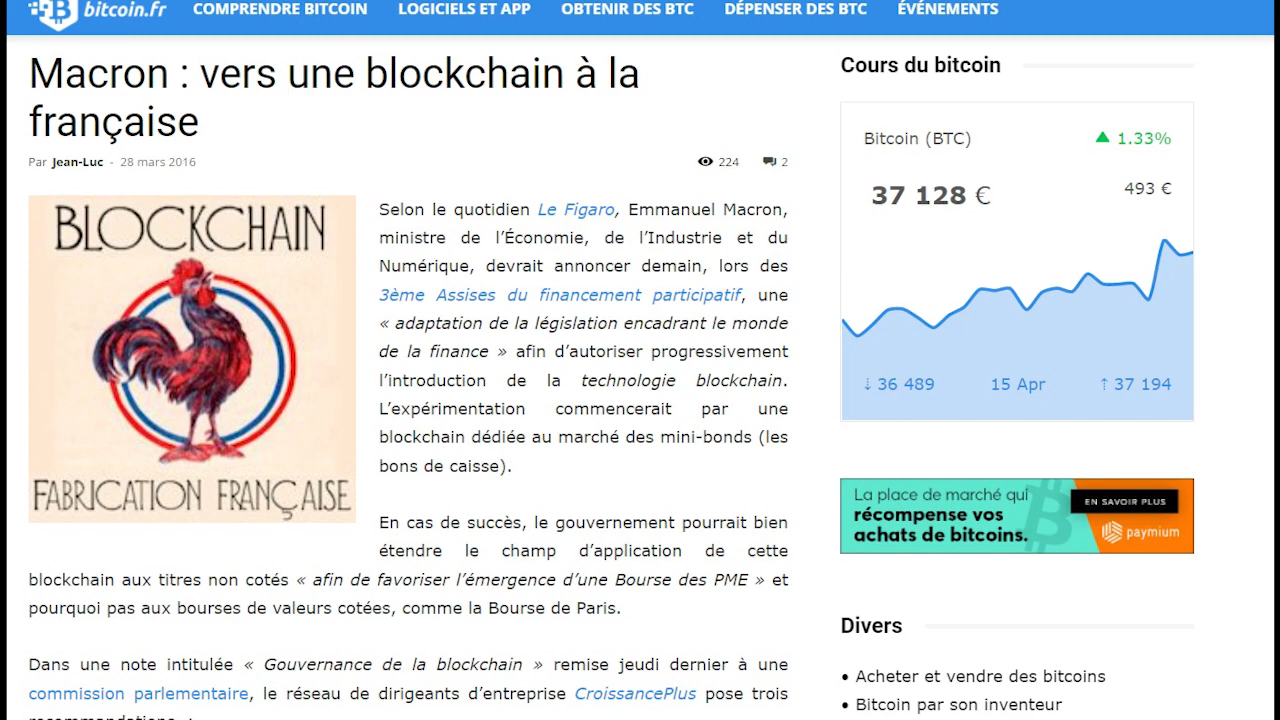 bitcoin.fr
COMPRENDRE BITCOIN
LOGICIELS ET APP
OBTENIR DES BTC
DÉPENSER DES BTC
ÉVÉNEMENTS
Macron : vers une blockchain à la
française
Par Jean-Luc - 28 mars 2016
224
2
BLOCKCHAIN
FABRICATION FRANÇAISE
Selon le quotidien Le Figaro, Emmanuel Macron,
ministre de l’Économie, de l’Industrie et du
Numérique, devrait annoncer demain, lors des
3ème Assises du financement participatif, une
« adaptation de la législation encadrant le monde
de la finance » afin d’autoriser progressivement
l’introduction de la technologie blockchain.
L’expérimentation commencerait par une
blockchain dédiée au marché des mini-bonds (les
bons de caisse).
En cas de succès, le gouvernement pourrait bien
étendre le champ d’application de cette
blockchain aux titres non cotés « afin de favoriser l’émergence d’une Bourse des PME » et
pourquoi pas aux bourses de valeurs cotées, comme la Bourse de Paris.
Dans une note intitulée « Gouvernance de la blockchain » remise jeudi dernier à une
commission parlementaire, le réseau de dirigeants d’entreprise CroissancePlus pose trois
Cours du bitcoin
Bitcoin (BTC)
▲ 1.33%
37 128 €
493 €
↓ 36 489
15 Apr
↑ 37 194
La place de marché qui
récompense vos
achats de bitcoins.
EN SAVOIR PLUS
paymium
Divers
• Acheter et vendre des bitcoins
• Bitcoin par son inventeur